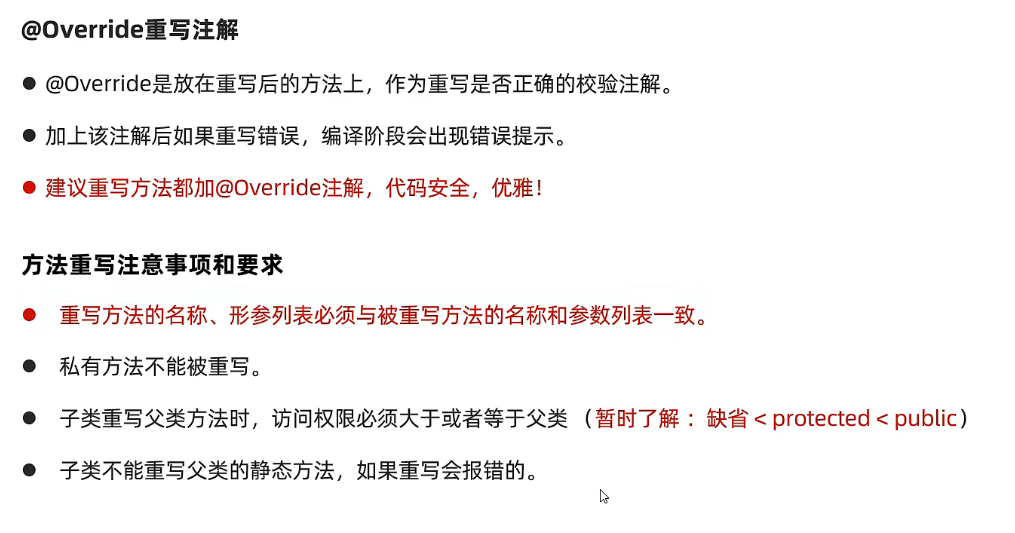 @Override重写注解
● @Override是放在重写后的方法上，作为重写是否正确的校验注解。
● 加上该注解后如果重写错误，编译阶段会出现错误提示。
● 建议重写方法都加@Override注解，代码安全，优雅！
方法重写注意事项和要求
● 重写方法的名称、形参列表必须与被重写方法的名称和参数列表一致。
● 私有方法不能被重写。
● 子类重写父类方法时，访问权限必须大于或者等于父类 （暂时了解 ：缺省 < protected < public）
● 子类不能重写父类的静态方法，如果重写会报错的。